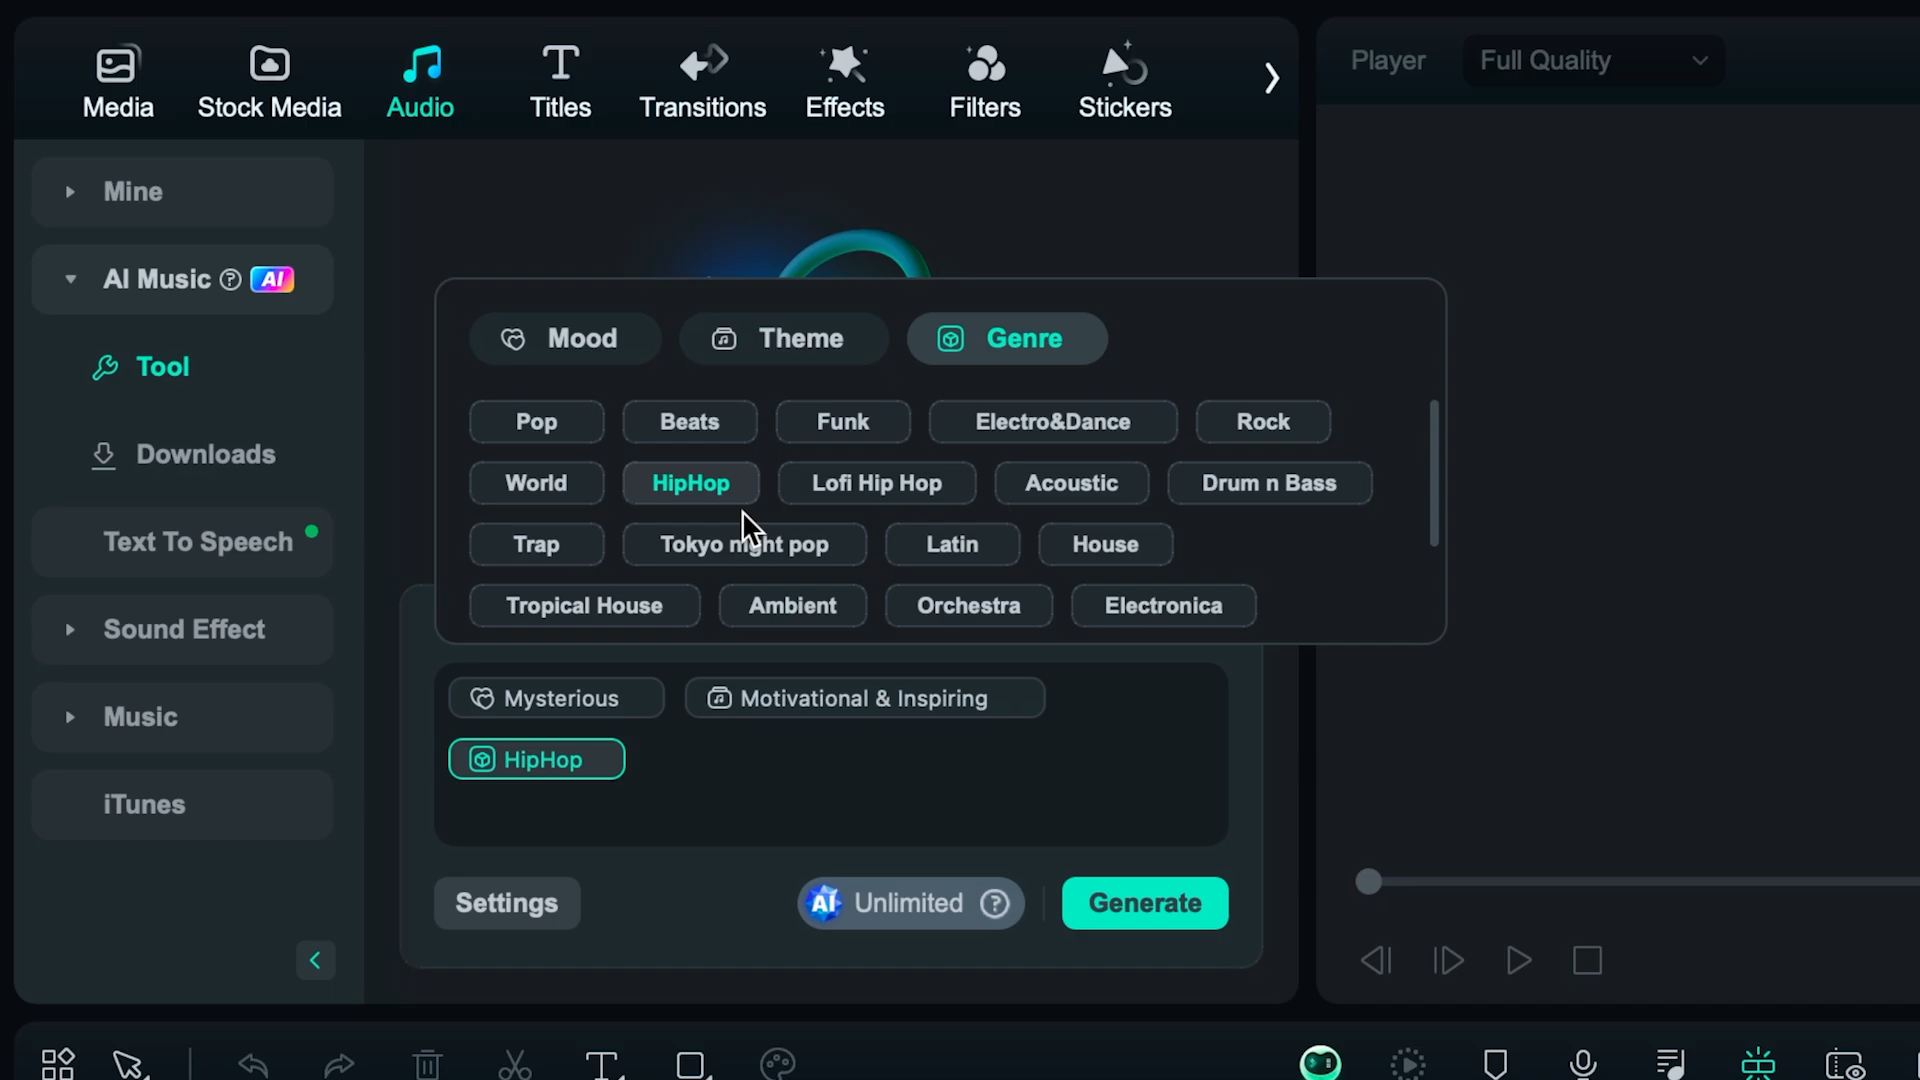 Media Stock Media Audio Titles Transitions Effects Filters Stickers
Player Full Quality
Mine
AI Music ? AI
Tool
Downloads
Text To Speech
Sound Effect
Music
iTunes
Mood Theme Genre
Pop Beats Funk Electro&Dance Rock
World HipHop Lofi Hip Hop Acoustic Drum n Bass
Trap Tokyo night pop Latin House
Tropical House Ambient Orchestra Electronica
Mysterious Motivational & Inspiring
HipHop
Settings AI Unlimited ? Generate